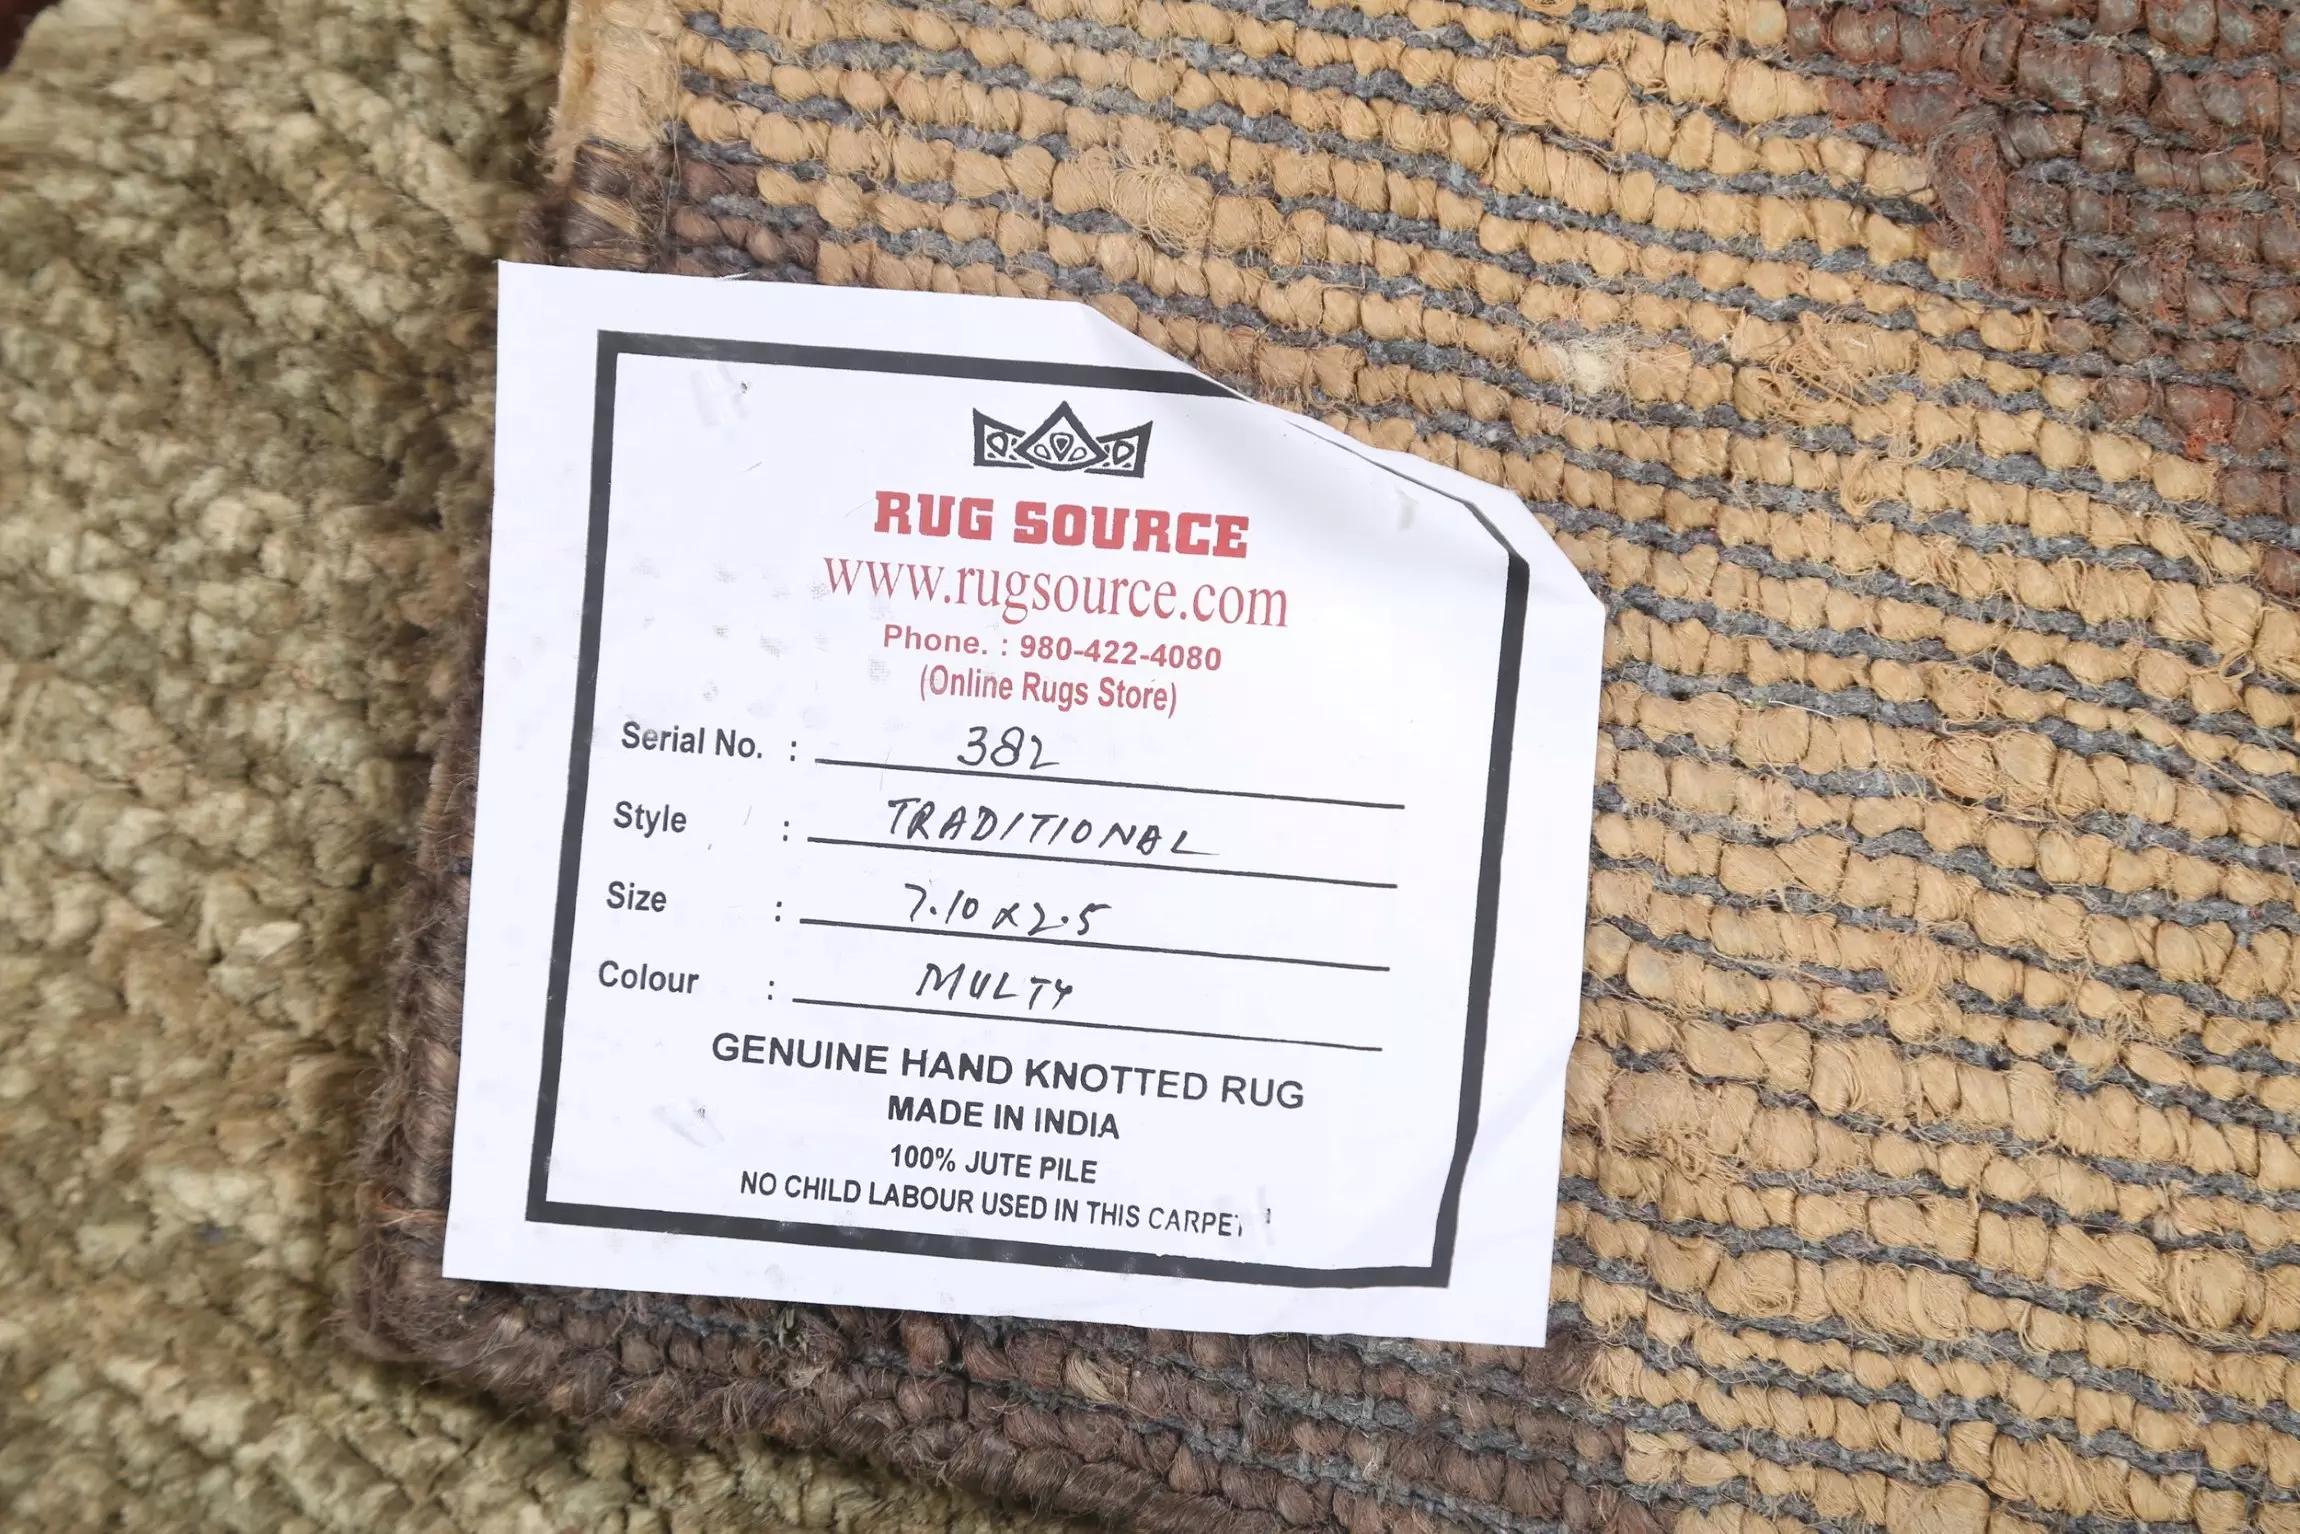 RUG SOURCE
www.rugsource.com
Phone. : 980-422-4080
(Online Rugs Store)
Serial No. : 382
Style : TRADITIONAL
Size : 7.10 x 2.5
Colour : MULTY
GENUINE HAND KNOTTED RUG
MADE IN INDIA
100% JUTE PILE
NO CHILD LABOUR USED IN THIS CARPET